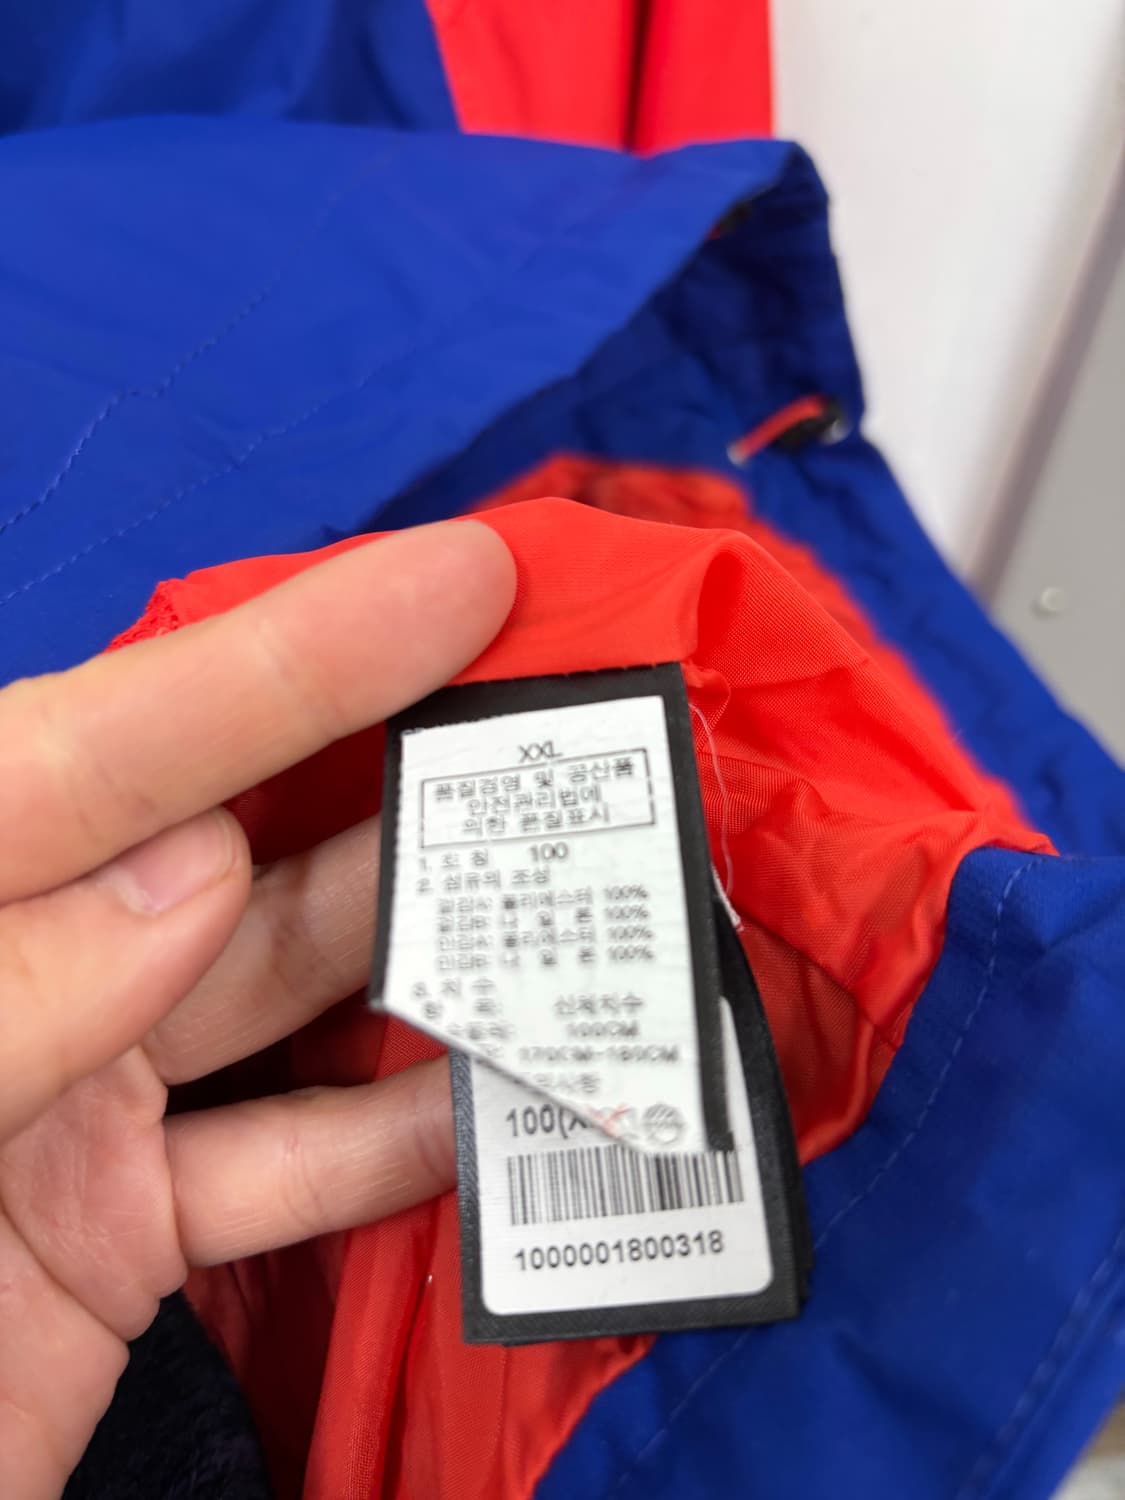 XXL
품질경영 및 공산품
안전관리법에
의한 품질표시
1. 호 칭 100
2. 섬유의 조성
겉감A: 폴리에스터 100%
겉감B: 나 일 론 100%
안감A: 폴리에스터 100%
안감B: 나 일 론 100%
3. 치 수
항 목: 신체치수
100CM
170CM-180CM
100(X
1000001800318